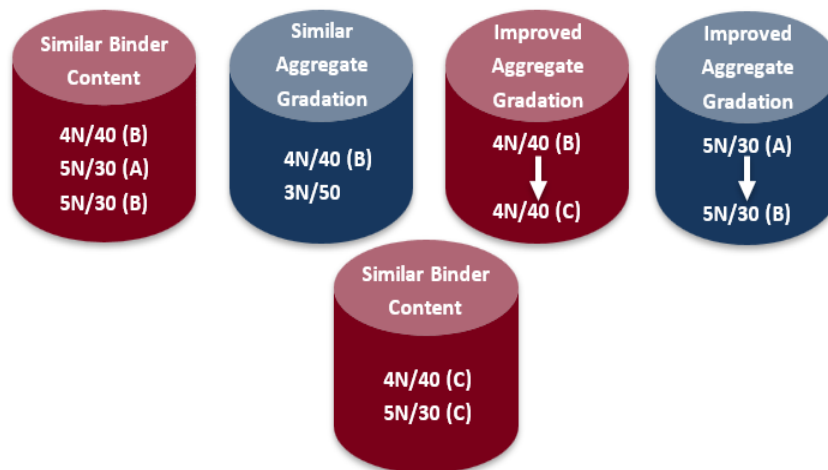 Similar Binder
Content
4N/40 (B)
5N/30 (A)
5N/30 (B)
Similar
Aggregate
Gradation
4N/40 (B)
3N/50
Improved
Aggregate
Gradation
4N/40 (B)
4N/40 (C)
Improved
Aggregate
Gradation
5N/30 (A)
5N/30 (B)
Similar Binder
Content
4N/40 (C)
5N/30 (C)